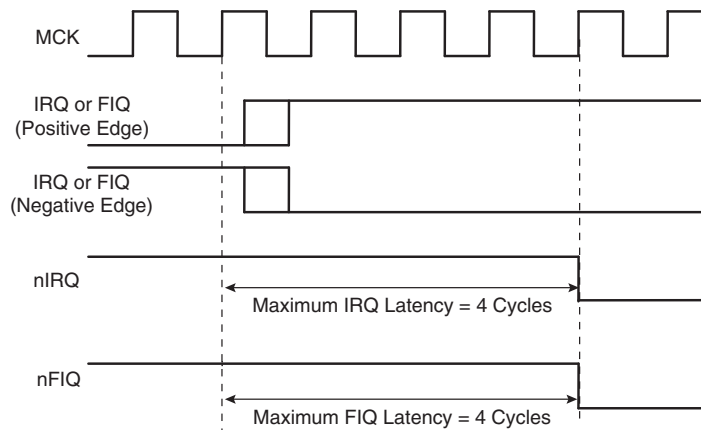 MCK
IRQ or FIQ
(Positive Edge)
IRQ or FIQ
(Negative Edge)
nIRQ
Maximum IRQ Latency = 4 Cycles
nFIQ
Maximum FIQ Latency = 4 Cycles